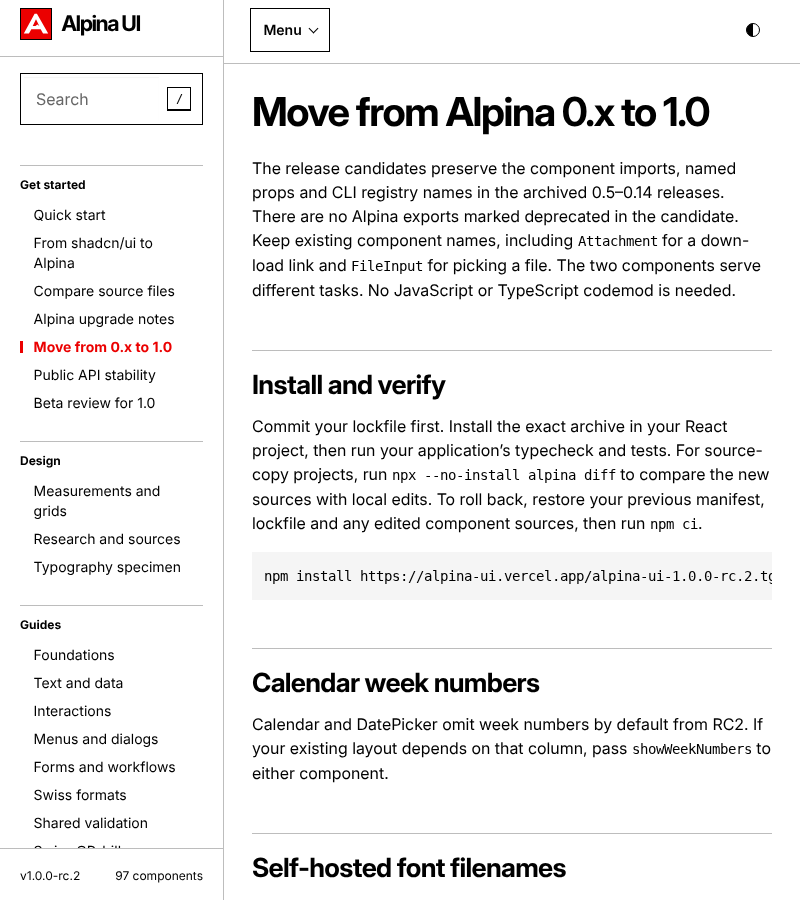 Alpina UI
Menu
Search
/
Get started
Quick start
From shadcn/ui to
Alpina
Compare source files
Alpina upgrade notes
Move from 0.x to 1.0
Public API stability
Beta review for 1.0
Design
Measurements and
grids
Research and sources
Typography specimen
Guides
Foundations
Text and data
Interactions
Menus and dialogs
Forms and workflows
Swiss formats
Shared validation
v1.0.0-rc.2
97 components
Move from Alpina 0.x to 1.0
The release candidates preserve the component imports, named
props and CLI registry names in the archived 0.5–0.14 releases.
There are no Alpina exports marked deprecated in the candidate.
Keep existing component names, including Attachment for a down-
load link and FileInput for picking a file. The two components serve
different tasks. No JavaScript or TypeScript codemod is needed.
Install and verify
Commit your lockfile first. Install the exact archive in your React
project, then run your application’s typecheck and tests. For source-
copy projects, run npx --no-install alpina diff to compare the new
sources with local edits. To roll back, restore your previous manifest,
lockfile and any edited component sources, then run npm ci.
npm install https://alpina-ui.vercel.app/alpina-ui-1.0.0-rc.2.tg
Calendar week numbers
Calendar and DatePicker omit week numbers by default from RC2. If
your existing layout depends on that column, pass showWeekNumbers to
either component.
Self-hosted font filenames